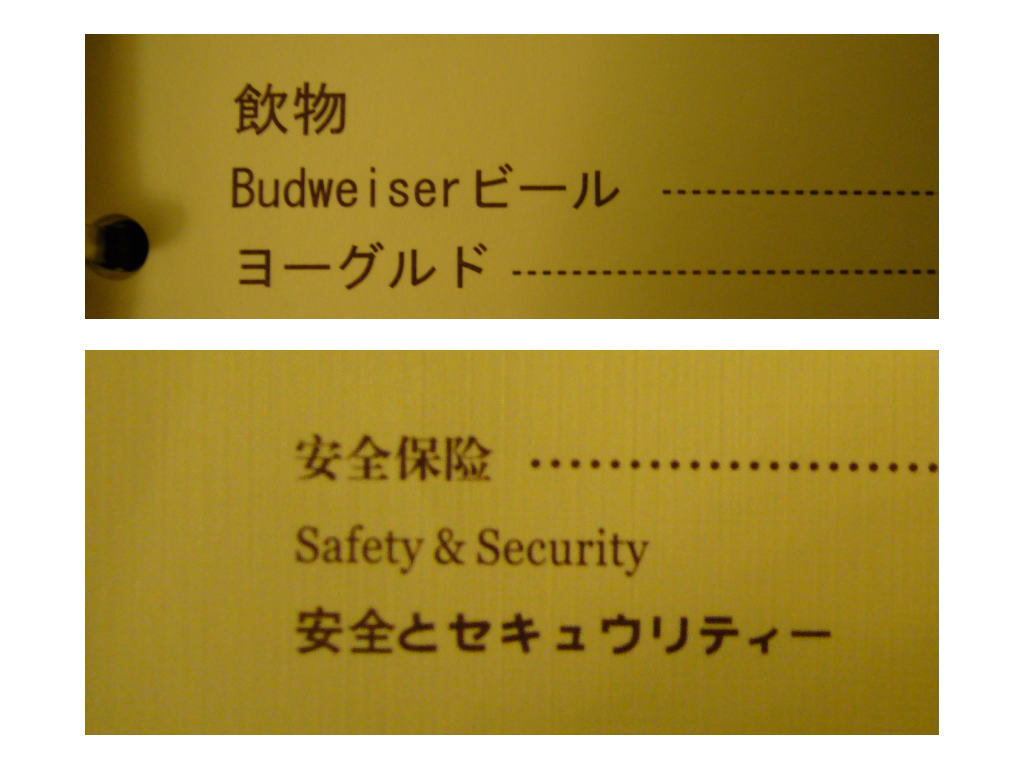 飲物
Budweiserビール ------------------
ヨーグルド -----------------------------
安全保险 .....................
Safety & Security
安全とセキュウリティー